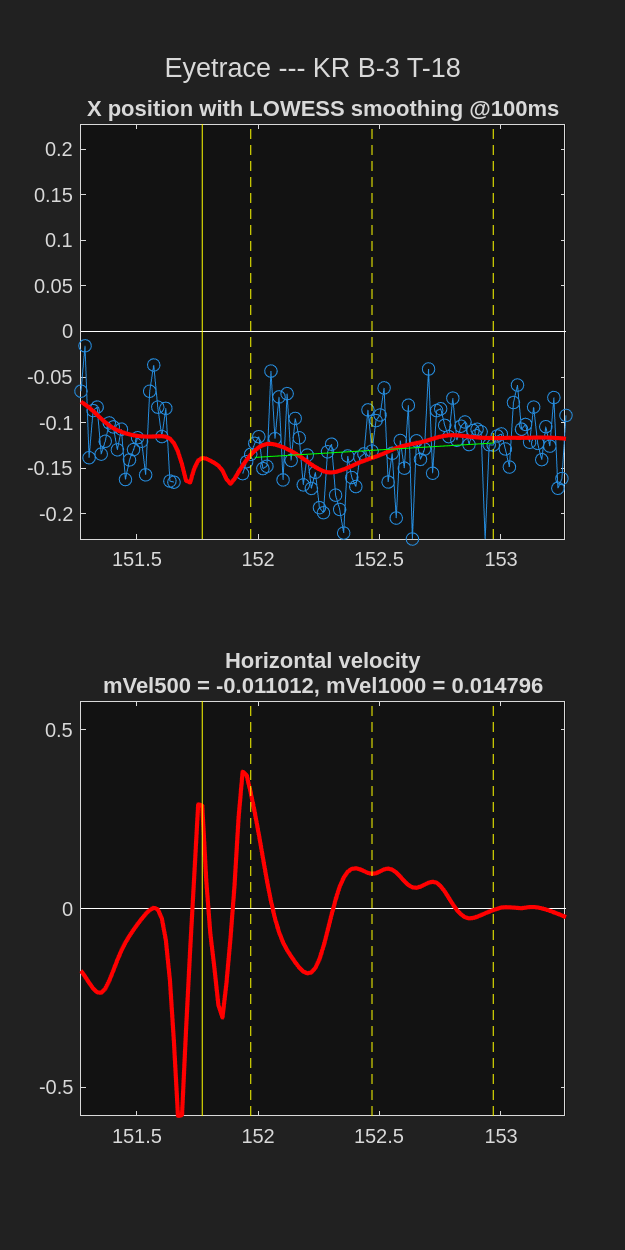 Eyetrace --- KR B-3 T-18
X position with LOWESS smoothing @100ms
0.2
0.15
0.1
0.05
0
-0.05
-0.1
-0.15
-0.2
151.5 152 152.5 153
Horizontal velocity
mVel500 = -0.011012, mVel1000 = 0.014796
0.5
0
-0.5
151.5 152 152.5 153